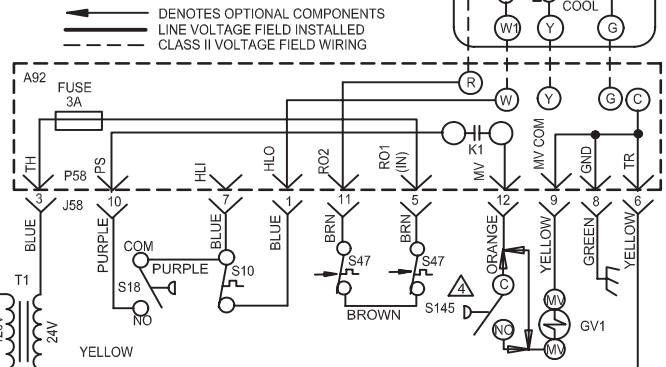 DENOTES OPTIONAL COMPONENTS
LINE VOLTAGE FIELD INSTALLED
CLASS II VOLTAGE FIELD WIRING
COOL
W1 Y G
A92
FUSE
3A
R
W Y G C
K1
TH
PS
HLI
HLO
RO2
RO1
(IN)
MV
MV COM
GND
TR
P58
J58
3 10 7 1 11 5 12 9 8 6
BLUE
PURPLE
BLUE
BLUE
BRN
BRN
ORANGE
YELLOW
GREEN
YELLOW
COM
PURPLE
S10
S18
NO
S47
S47
BROWN
4
S145
C
NO
MV
GV1
MV
T1
120V
24V
YELLOW